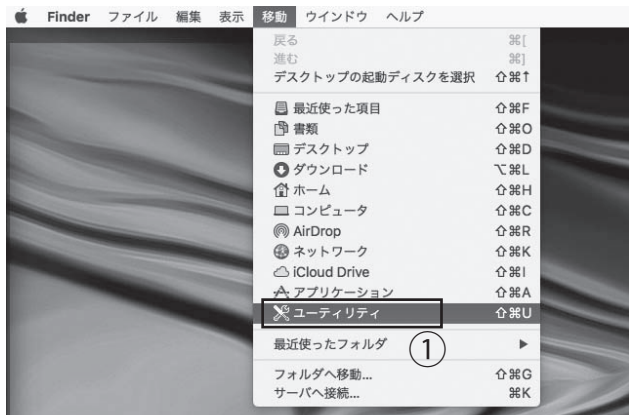 Finder ファイル 編集 表示 移動 ウインドウ ヘルプ
戻る ⌘[
進む ⌘]
デスクトップの起動ディスクを選択 ⇧⌘↑
最近使った項目 ⇧⌘F
書類 ⇧⌘O
デスクトップ ⇧⌘D
ダウンロード ⌥⌘L
ホーム ⇧⌘H
コンピュータ ⇧⌘C
AirDrop ⇧⌘R
ネットワーク ⇧⌘K
iCloud Drive ⇧⌘I
アプリケーション ⇧⌘A
ユーティリティ ⇧⌘U
最近使ったフォルダ ▶
①
フォルダへ移動... ⇧⌘G
サーバへ接続... ⌘K